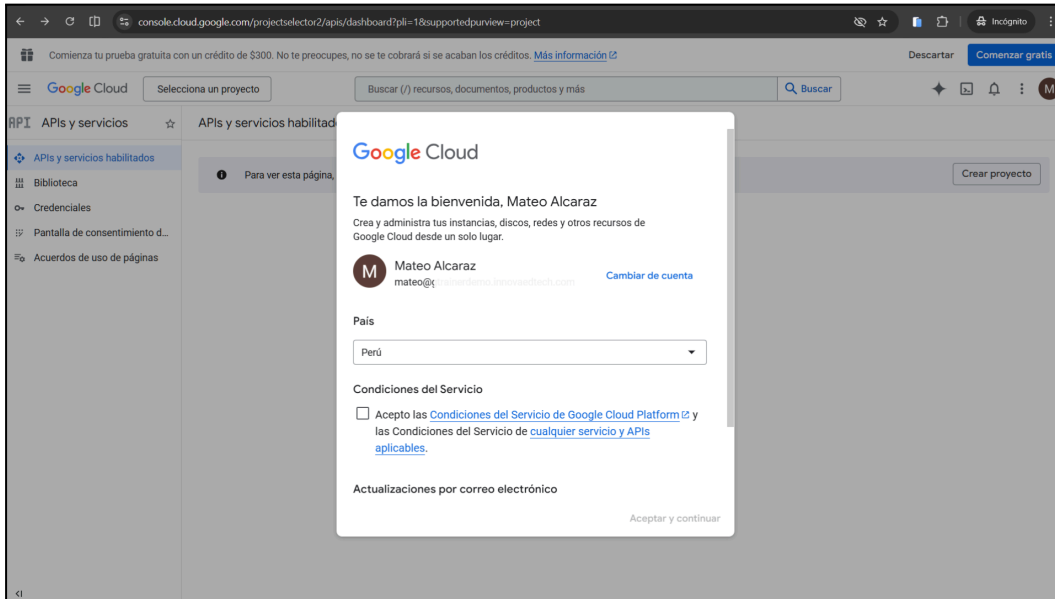 console.cloud.google.com/projectselector2/apis/dashboard?pli=1&supportedpurview=project
Incógnito
Comienza tu prueba gratuita con un crédito de $300. No te preocupes, no se te cobrará si se acaban los créditos. Más información
Descartar
Comenzar gratis
Google Cloud
Selecciona un proyecto
Buscar (/) recursos, documentos, productos y más
Buscar
M
API APIs y servicios
APIs y servicios habilitad
APIs y servicios habilitados
Biblioteca
Credenciales
Pantalla de consentimiento d...
Acuerdos de uso de páginas
Para ver esta página,
Crear proyecto
Google Cloud
Te damos la bienvenida, Mateo Alcaraz
Crea y administra tus instancias, discos, redes y otros recursos de
Google Cloud desde un solo lugar.
M
Mateo Alcaraz
mateo@g
Cambiar de cuenta
País
Perú
Condiciones del Servicio
Acepto las Condiciones del Servicio de Google Cloud Platform y
las Condiciones del Servicio de cualquier servicio y APIs
aplicables.
Actualizaciones por correo electrónico
Aceptar y continuar